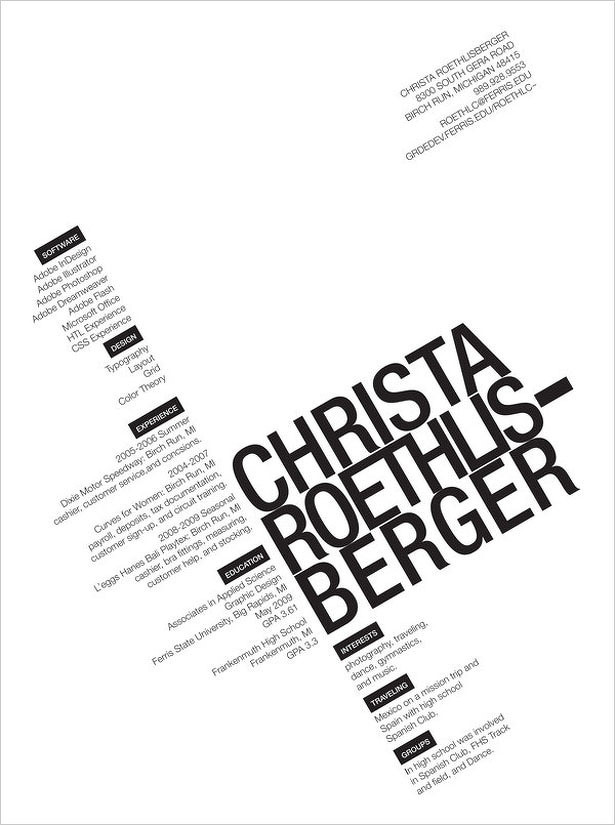 CHRISTA ROETHLISBERGER
8300 SOUTH GERA ROAD
BIRCH RUN, MICHIGAN 48415
989.928.9553
ROETHLC@FERRIS.EDU
GRDEDEV.FERRIS.EDU/ROETHLC~
SOFTWARE
Adobe InDesign
Adobe Illustrator
Adobe Photoshop
Adobe Dreamweaver
Adobe Flash
Microsoft Office
HTL Experience
CSS Experience
DESIGN
Typography
Layout
Grid
Color Theory
EXPERIENCE
2005-2006 Summer
Dixie Motor Speedway: Birch Run, MI
cashier, customer service,and concsions.
2004-2007
Curves for Women: Birch Run, MI
payroll, deposits, tax documentation,
customer sign-up, and circuit training.
2008-2009 Seasonal
L'eggs Hanes Bali Playtex: Birch Run, MI
cashier, bra fittings, measuring,
customer help, and stocking.
EDUCATION
Associates in Applied Science
Graphic Design
Ferris State University, Big Rapids, MI
May 2009
GPA 3.61
Frankenmuth High School
Frankenmuth, MI
GPA 3.3
CHRISTA
ROETHLIS-
BERGER
INTERESTS
photography, traveling,
dance, gymnastics,
and music.
TRAVELING
Mexico on a mission trip and
Spain with high school
Spanish Club.
GROUPS
In high school was involved
in Spanish Club, FHS Track
and field, and Dance.